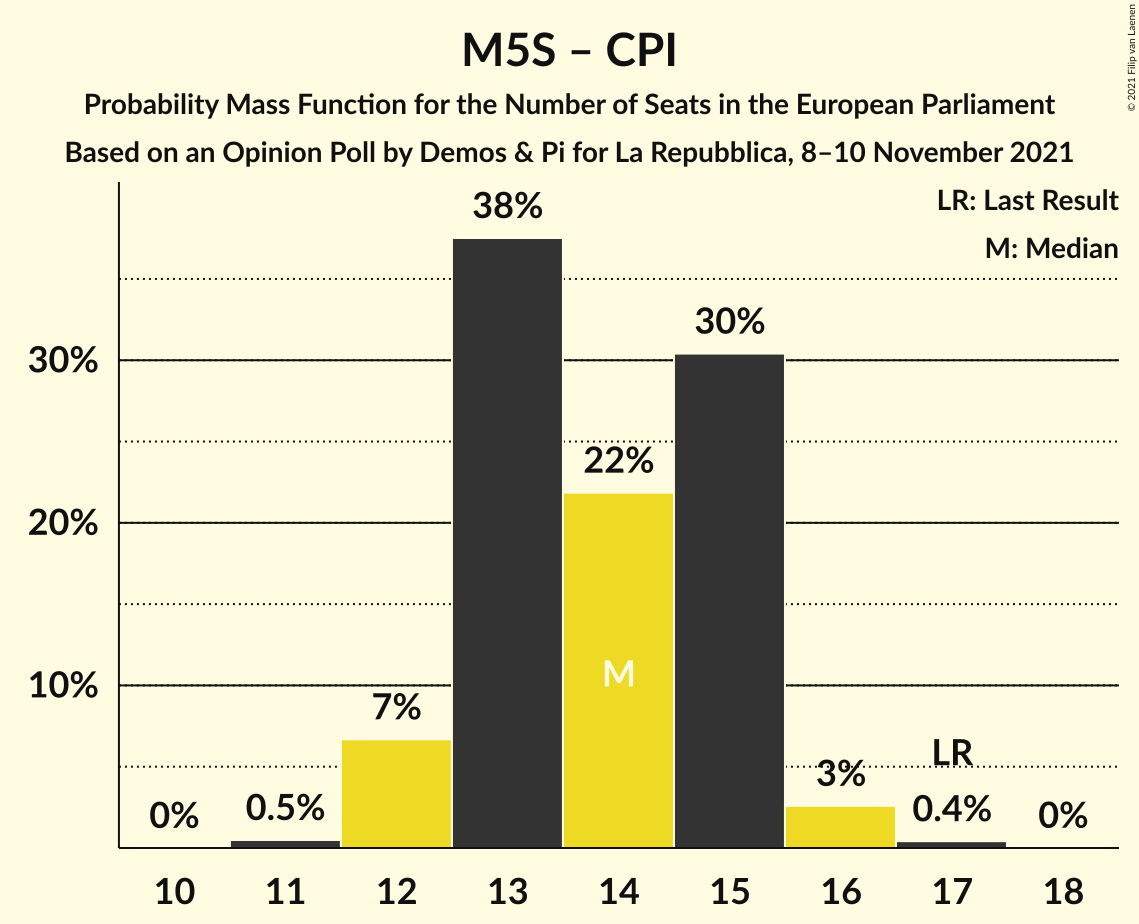 M5S – CPI
Probability Mass Function for the Number of Seats in the European Parliament
Based on an Opinion Poll by Demos & Pi for La Repubblica, 8–10 November 2021
© 2021 Filip van Laenen
LR: Last Result
M: Median
38%
30%
30%
22%
20%
M
10%
7%
LR
3%
0%
0.5%
0.4%
0%
10 11 12 13 14 15 16 17 18